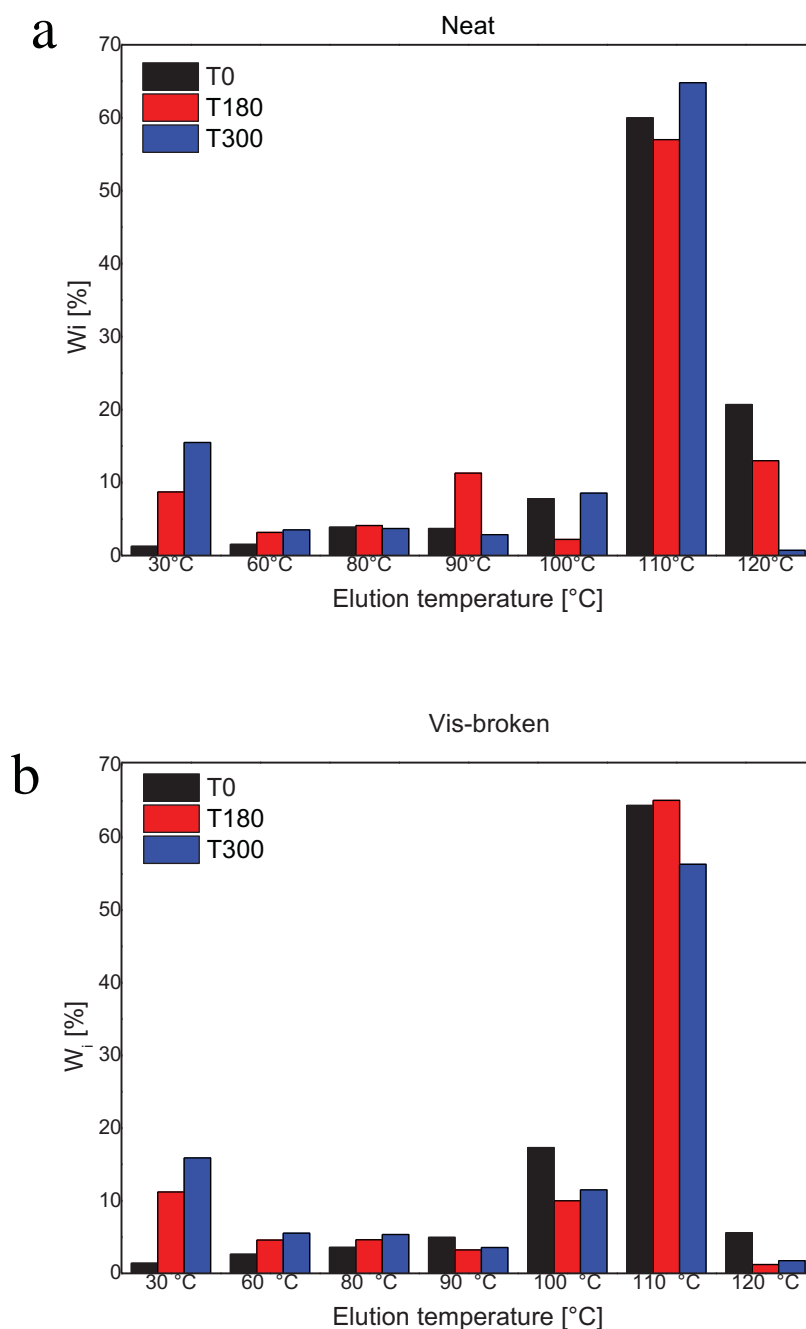 a
Neat
70
60
50
40
30
20
10
0
Wi [%]
T0
T180
T300
30°C 60°C 80°C 90°C 100°C 110°C 120°C
Elution temperature [°C]
b
Vis-broken
70
60
50
40
30
20
10
0
W i [%]
T0
T180
T300
30 °C 60 °C 80 °C 90 °C 100 °C 110 °C 120 °C
Elution temperature [°C]